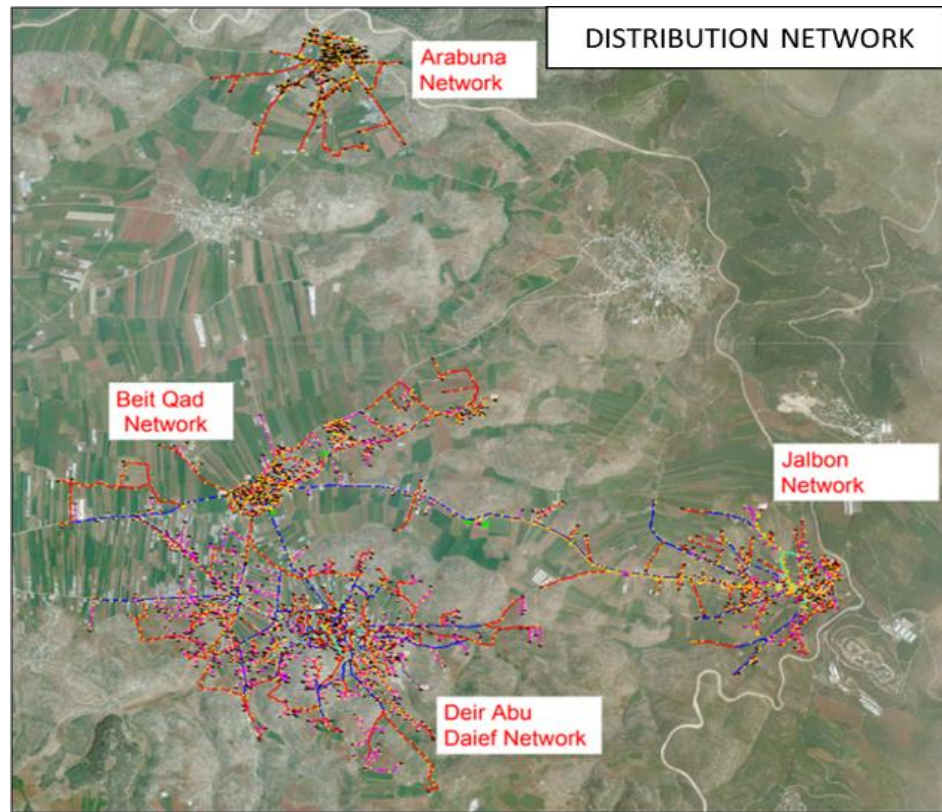 DISTRIBUTION NETWORK
Arabuna
Network
Beit Qad
Network
Jalbon
Network
Deir Abu
Daief Network